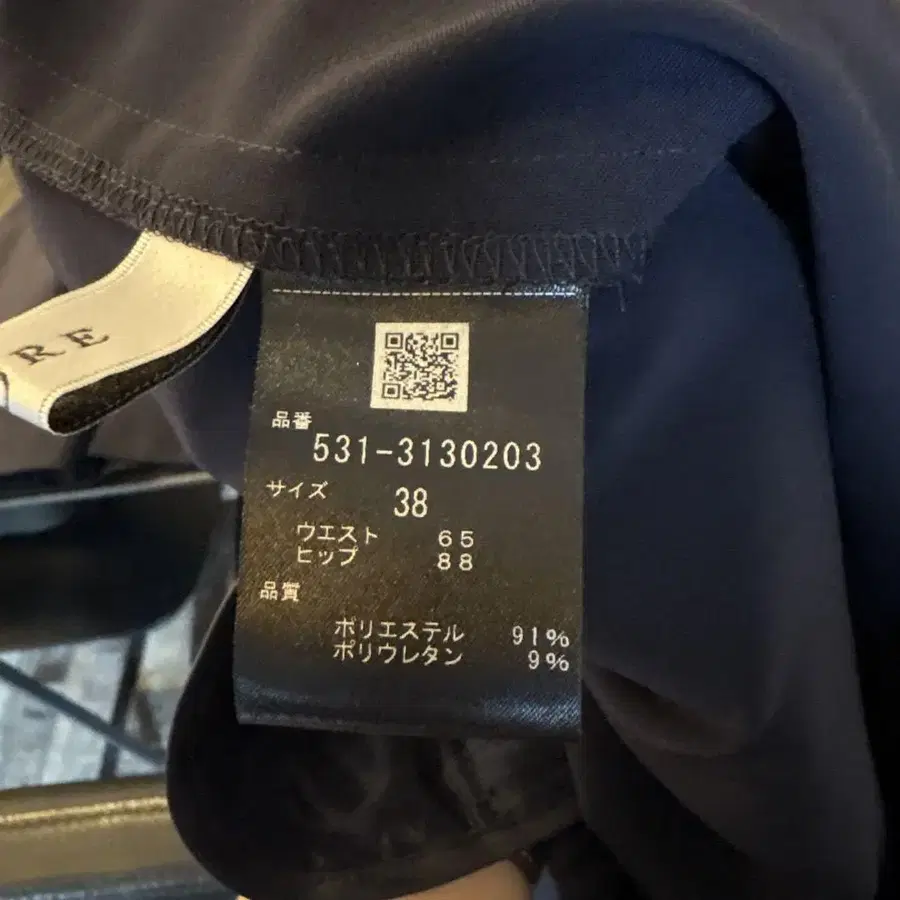 RE
品番
531-3130203
サイズ
38
ウエスト 65
ヒップ 88
品質
ポリエステル 91%
ポリウレタン 9%